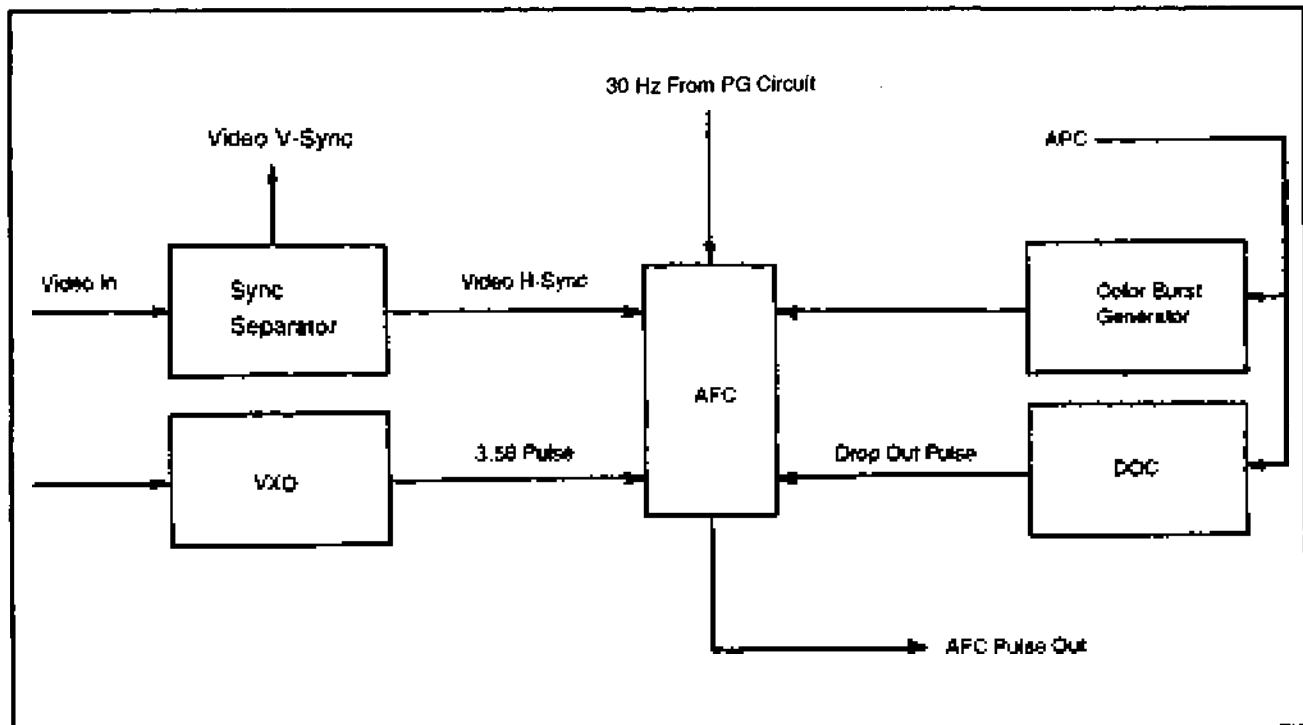 30 Hz From PG Circuit
Video V-Sync
APC
Video In
Sync
Separator
Video H-Sync
Color Burst
Generator
AFC
3.58 Pulse
VXO
Drop Out Pulse
DOC
AFC Pulse Out